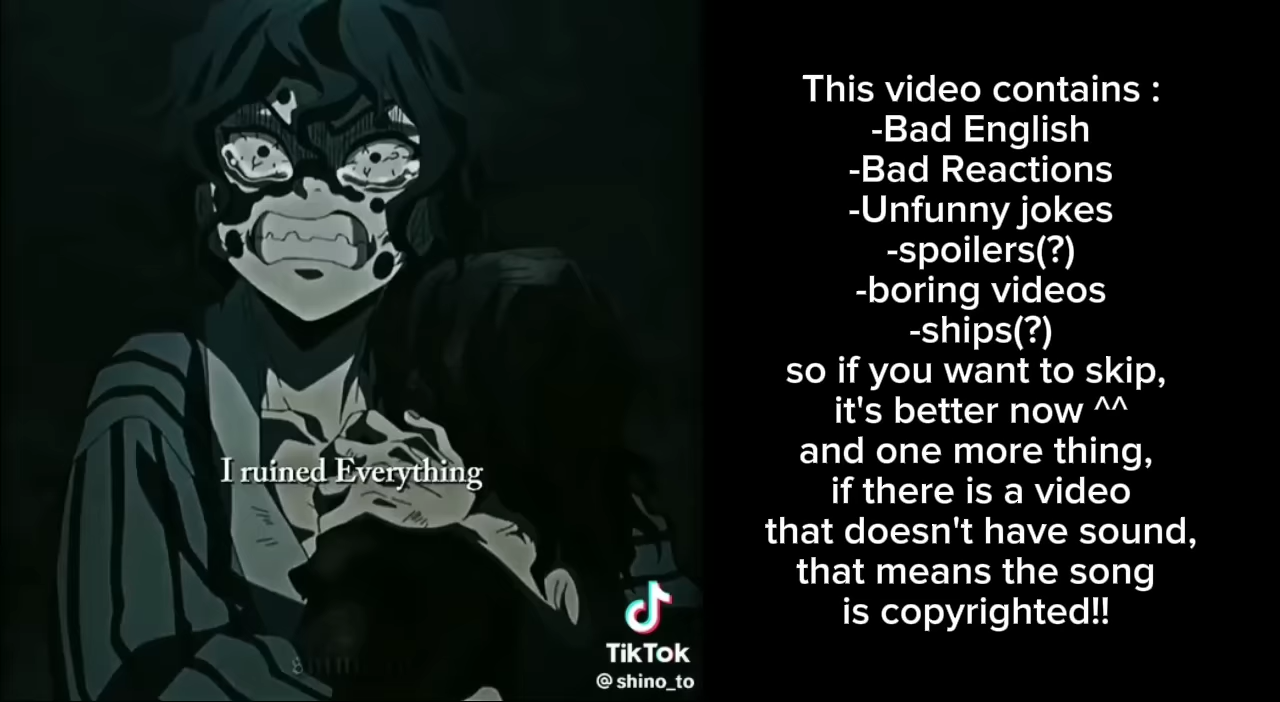 I ruined Everything
TikTok
@ shino_to
This video contains :
-Bad English
-Bad Reactions
-Unfunny jokes
-spoilers(?)
-boring videos
-ships(?)
so if you want to skip,
it's better now ^^
and one more thing,
if there is a video
that doesn't have sound,
that means the song
is copyrighted!!